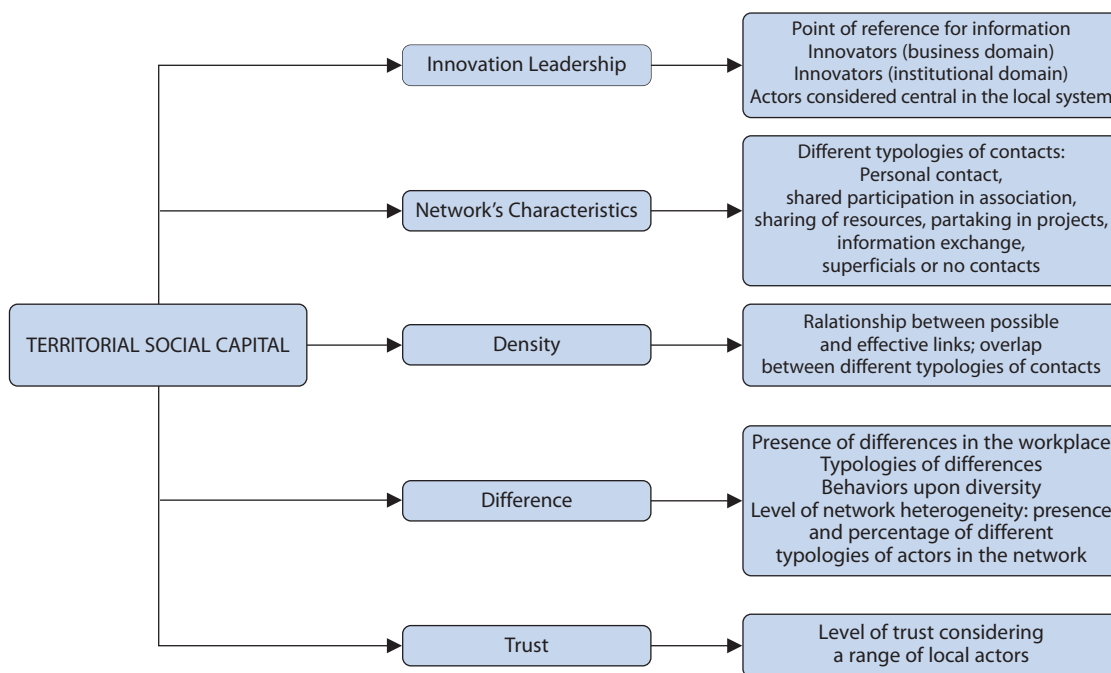 Innovation Leadership
Point of reference for information
Innovators (business domain)
Innovators (institutional domain)
Actors considered central in the local system
Network's Characteristics
Different typologies of contacts:
Personal contact,
shared participation in association,
sharing of resources, partaking in projects,
information exchange,
superficials or no contacts
TERRITORIAL SOCIAL CAPITAL
Density
Ralationship between possible
and effective links; overlap
between different typologies of contacts
Difference
Presence of differences in the workplace
Typologies of differences
Behaviors upon diversity
Level of network heterogeneity: presence
and percentage of different
typologies of actors in the network
Trust
Level of trust considering
a range of local actors